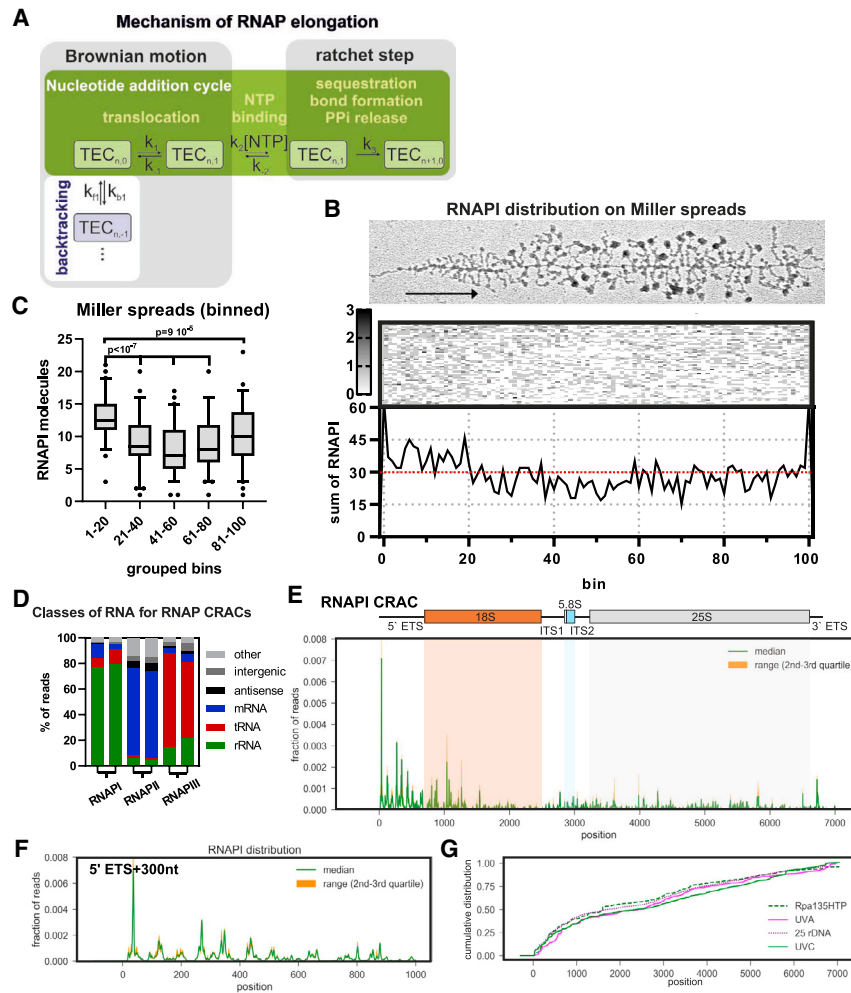 A
Mechanism of RNAP elongation
Brownian motion
ratchet step
Nucleotide addition cycle
translocation
NTP
binding
sequestration
bond formation
PPi release
TECn,0
k1
k-1
TECn,1
k2[NTP]
k-2
TECn,1
k3
TECn+1,0
backtracking
kf1
kb1
TECn,-1
...
B
RNAPI distribution on Miller spreads
3
2
1
0
60
45
30
15
0
sum of RNAPI
0 20 40 60 80 100
bin
C
Miller spreads (binned)
p=9 10-5
p<10-7
25
20
15
10
5
0
RNAPI molecules
1-20 21-40 41-60 61-80 81-100
grouped bins
D
Classes of RNA for RNAP CRACs
100
80
60
40
20
0
% of reads
RNAPI RNAPII RNAPIII
other
intergenic
antisense
mRNA
tRNA
rRNA
E
RNAPI CRAC
5` ETS
18S
ITS1
5.8S
ITS2
25S
3` ETS
0.008
0.007
0.006
0.005
0.004
0.003
0.002
0.001
0.000
fraction of reads
median
range (2nd-3rd quartile)
0 1000 2000 3000 4000 5000 6000 7000
position
F
RNAPI distribution
5' ETS+300nt
0.008
0.006
0.004
0.002
0.000
fraction of reads
median
range (2nd-3rd quartile)
0 200 400 600 800 1000
position
G
1.00
0.75
0.50
0.25
0.00
cumulative distribution
Rpa135HTP
UVA
25 rDNA
UVC
0 1000 2000 3000 4000 5000 6000 7000
position